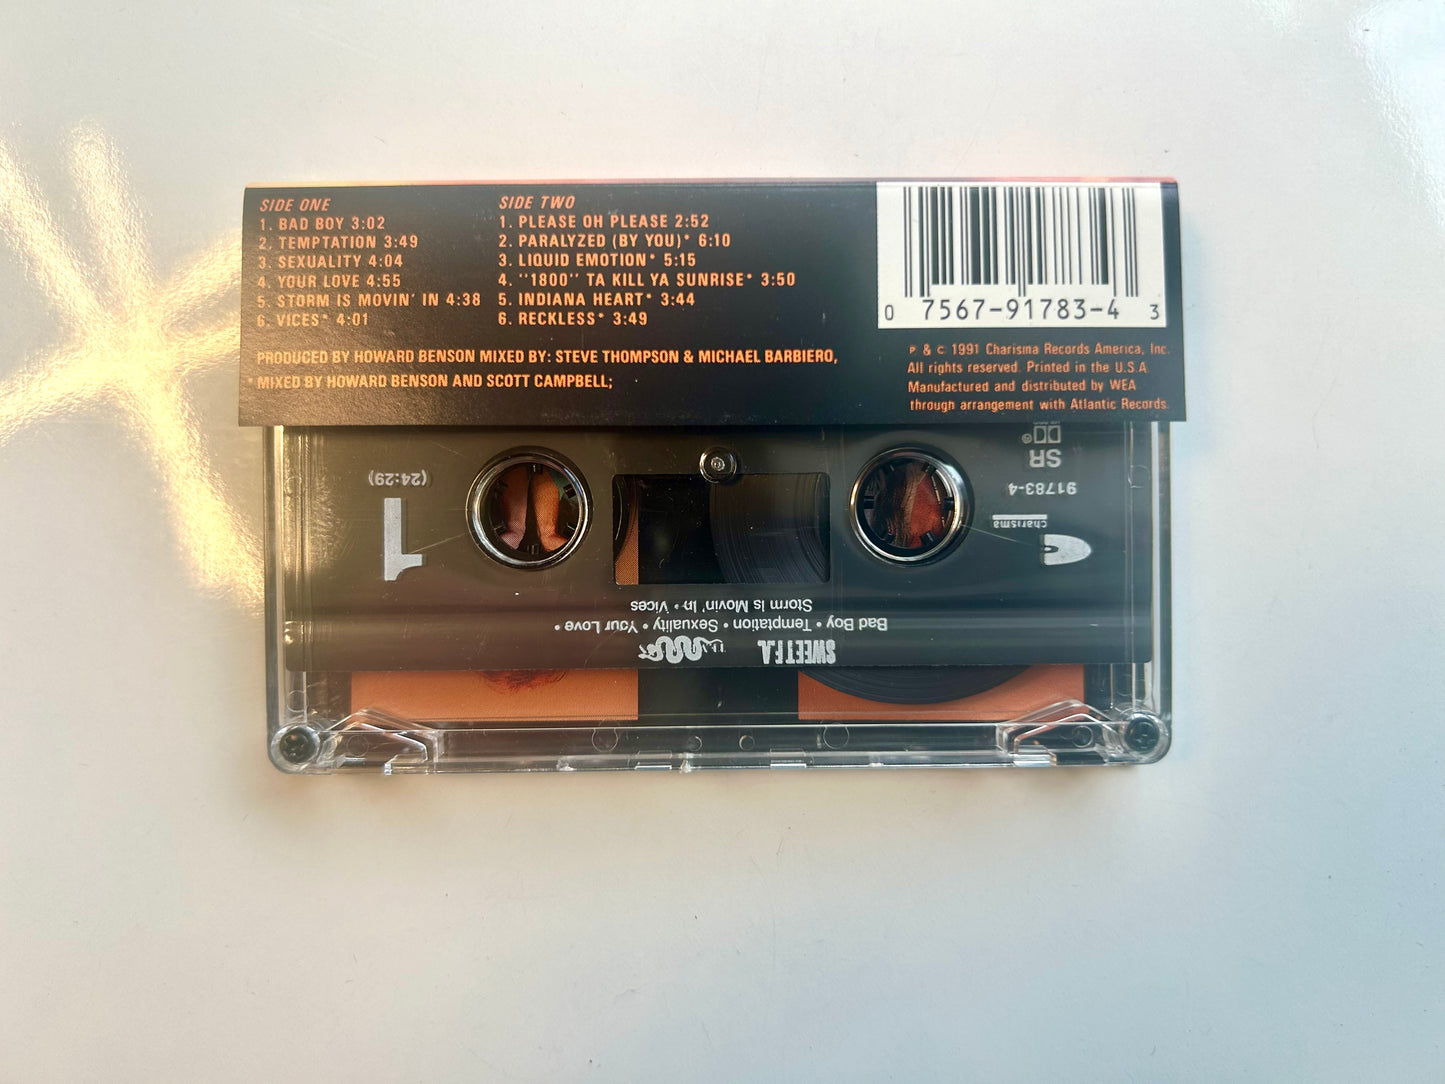 SIDE ONE
1. BAD BOY 3:02
2. TEMPTATION 3:49
3. SEXUALITY 4:04
4. YOUR LOVE 4:55
5. STORM IS MOVIN' IN 4:38
6. VICES* 4:01
SIDE TWO
1. PLEASE OH PLEASE 2:52
2. PARALYZED (BY YOU)* 6:10
3. LIQUID EMOTION* 5:15
4. "1800" TA KILL YA SUNRISE* 3:50
5. INDIANA HEART* 3:44
6. RECKLESS* 3:49
PRODUCED BY HOWARD BENSON MIXED BY: STEVE THOMPSON & MICHAEL BARBIERO,
* MIXED BY HOWARD BENSON AND SCOTT CAMPBELL;
0 7567-91783-4 3
P & C 1991 Charisma Records America, Inc.
All rights reserved. Printed in the U.S.A.
Manufactured and distributed by WEA
through arrangement with Atlantic Records.
SWEET F.A.
Bad Boy • Temptation • Sexuality • Your Love •
Storm Is Movin' In • Vices
charisma
91783-4
SR
1
(24:29)